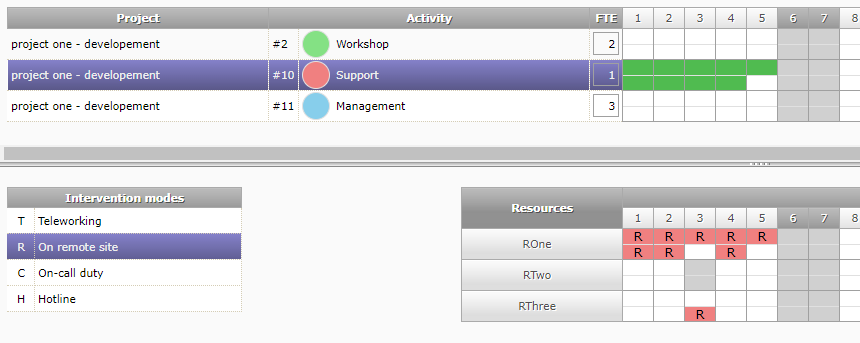 Project Activity FTE 1 2 3 4 5 6 7 8
project one - developement #2 Workshop 2
project one - developement #10 Support 1
project one - developement #11 Management 3
Intervention modes
T Teleworking
R On remote site
C On-call duty
H Hotline
Resources 1 2 3 4 5 6 7 8
ROne R R R R R
R R R
RTwo
RThree R